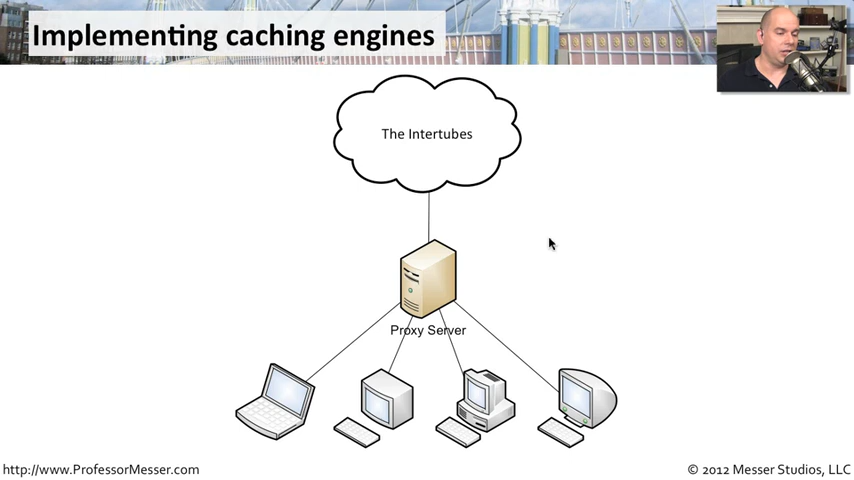 Implementing caching engines
The Intertubes
Proxy Server
http://www.ProfessorMesser.com
© 2012 Messer Studios, LLC